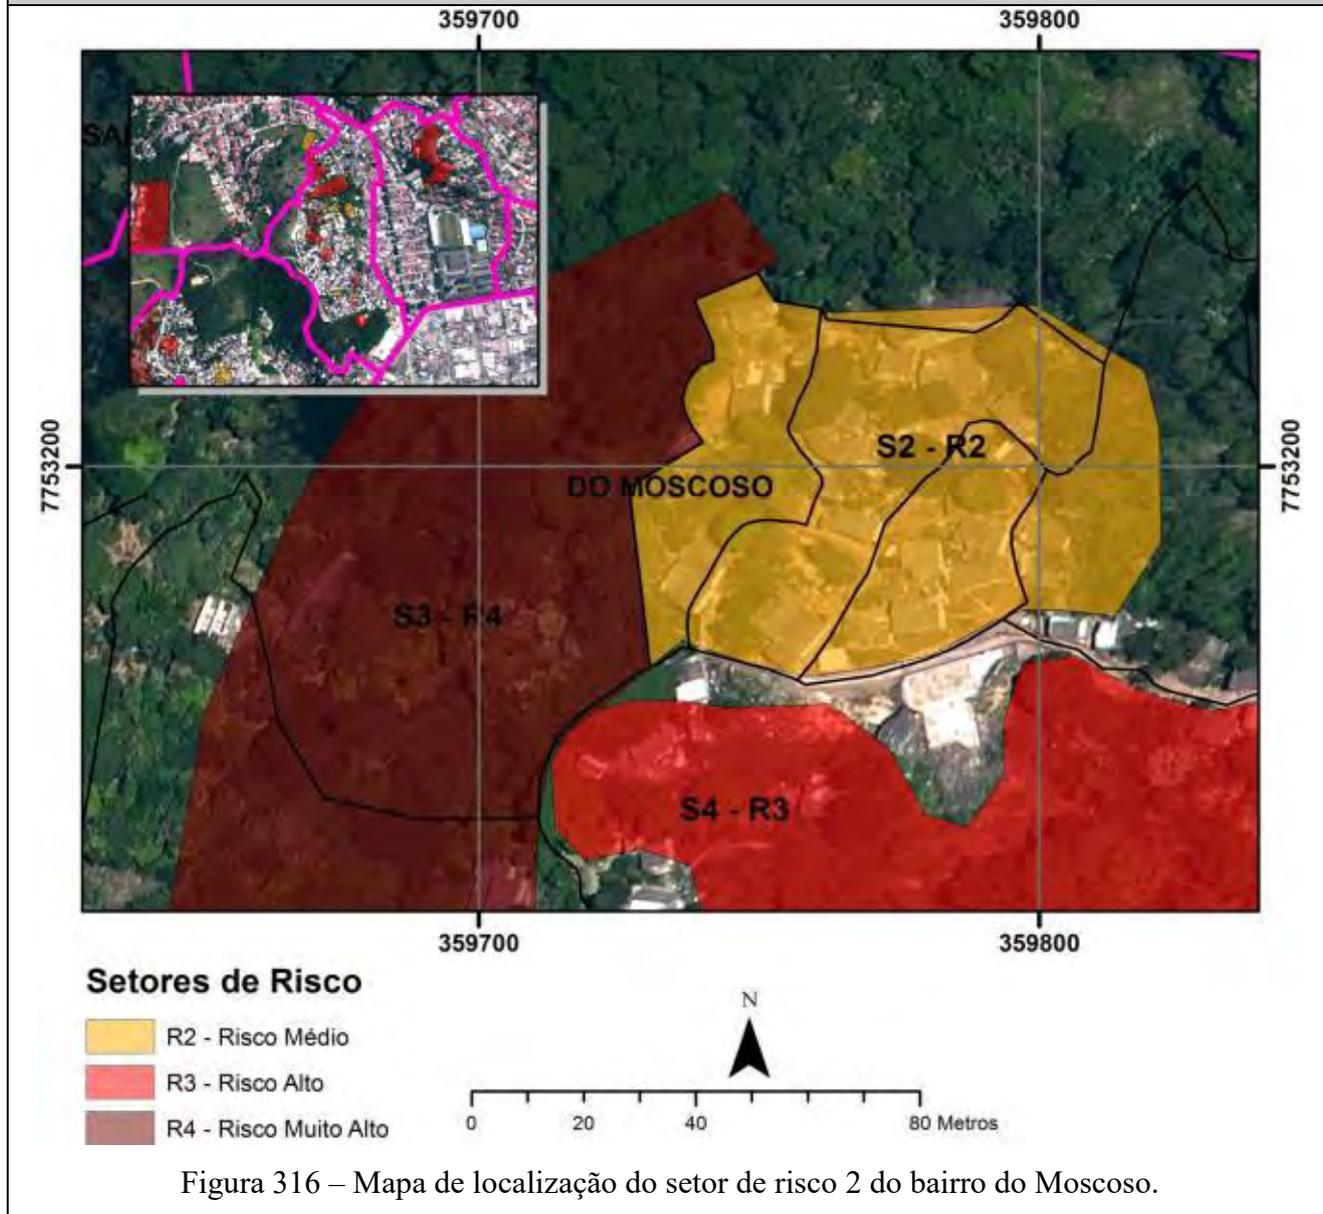 359700 359800
SA
7753200 7753200
S2 - R2
DO MOSCOSO
S3 - R4
S4 - R3
359700 359800
Setores de Risco
R2 - Risco Médio
R3 - Risco Alto
R4 - Risco Muito Alto
N
0 20 40 80 Metros
Figura 316 – Mapa de localização do setor de risco 2 do bairro do Moscoso.